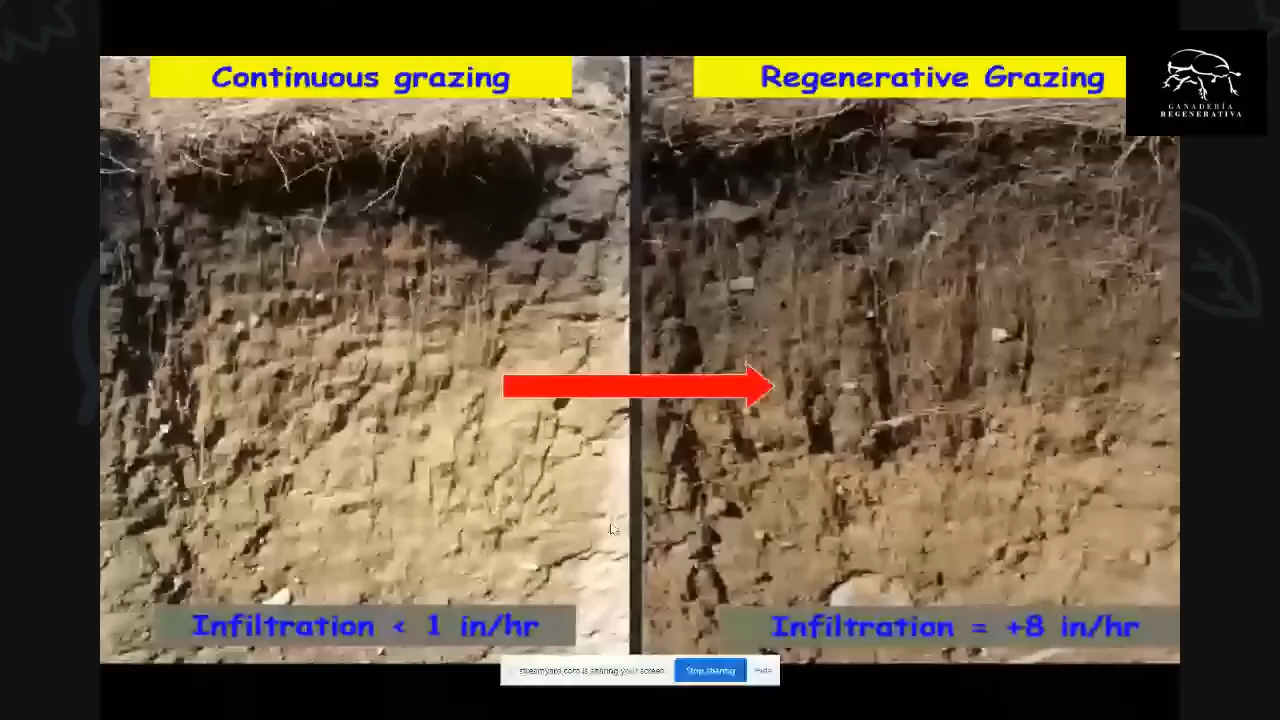 Continuous grazing
Regenerative Grazing
GANADERÍA
REGENERATIVA
Infiltration < 1 in/hr
Infiltration = +8 in/hr
streamyard.com is sharing your screen.
Stop sharing
Hide